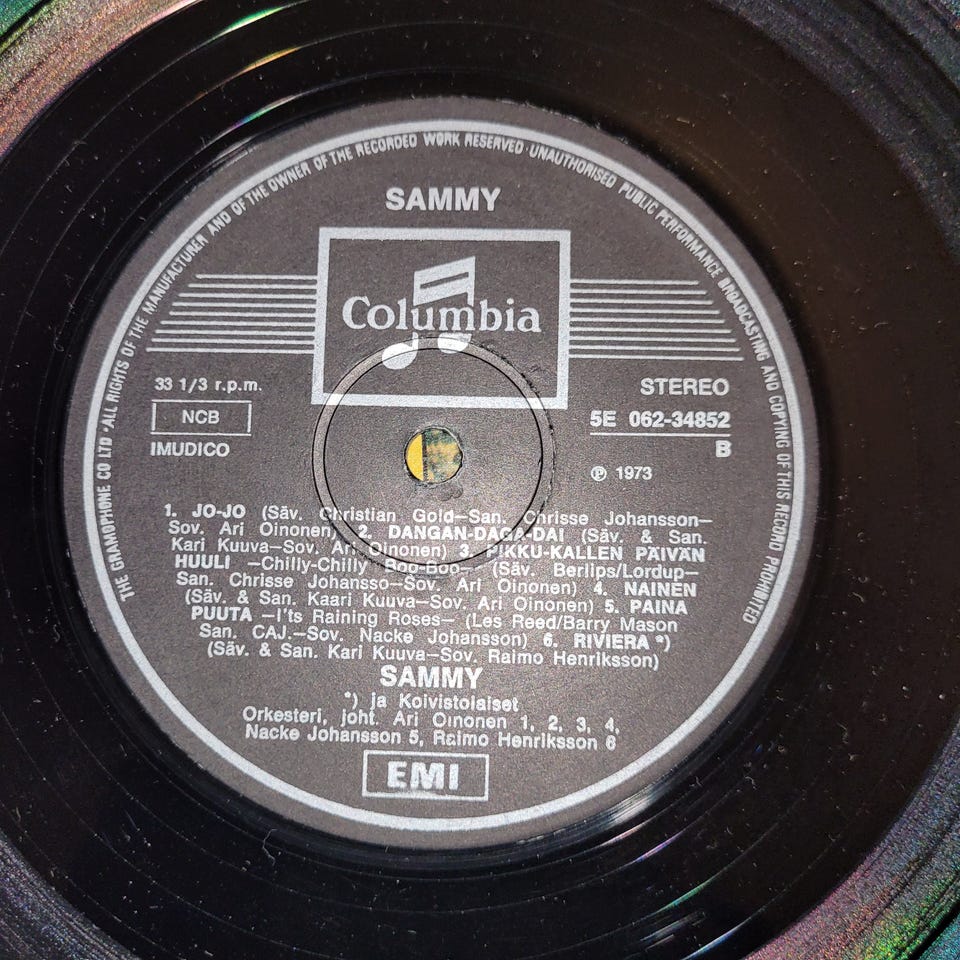 THE GRAMOPHONE CO LTD · ALL RIGHTS OF THE MANUFACTURER AND OF THE OWNER OF THE RECORDED WORK RESERVED · UNAUTHORISED PUBLIC PERFORMANCE BROADCASTING AND COPYING OF THIS RECORD PROHIBITED
SAMMY
Columbia
33 1/3 r.p.m.
STEREO
NCB
5E 062-34852
IMUDICO
B
℗ 1973
1. JO-JO (Säv. Christian Gold—San. Chrisse Johansson—
Sov. Ari Oinonen) 2. DANGAN-DAGA-DAI (Säv. & San.
Kari Kuuva—Sov. Ari Oinonen) 3. PIKKU-KALLEN PÄIVÄN
HUULI —Chilly-Chilly Boo-Boo— (Säv. Berlips/Lordup—
San. Chrisse Johansso—Sov. Ari Oinonen) 4. NAINEN
(Säv. & San. Kaari Kuuva—Sov. Ari Oinonen) 5. PAINA
PUUTA —I'ts Raining Roses— (Les Reed/Barry Mason
San. CAJ.—Sov. Nacke Johansson) 6. RIVIERA *)
(Säv. & San. Kari Kuuva—Sov. Raimo Henriksson)
SAMMY
*) ja Koivistolaiset
Orkesteri, joht. Ari Oinonen 1, 2, 3, 4,
Nacke Johansson 5, Raimo Henriksson 6
EMI